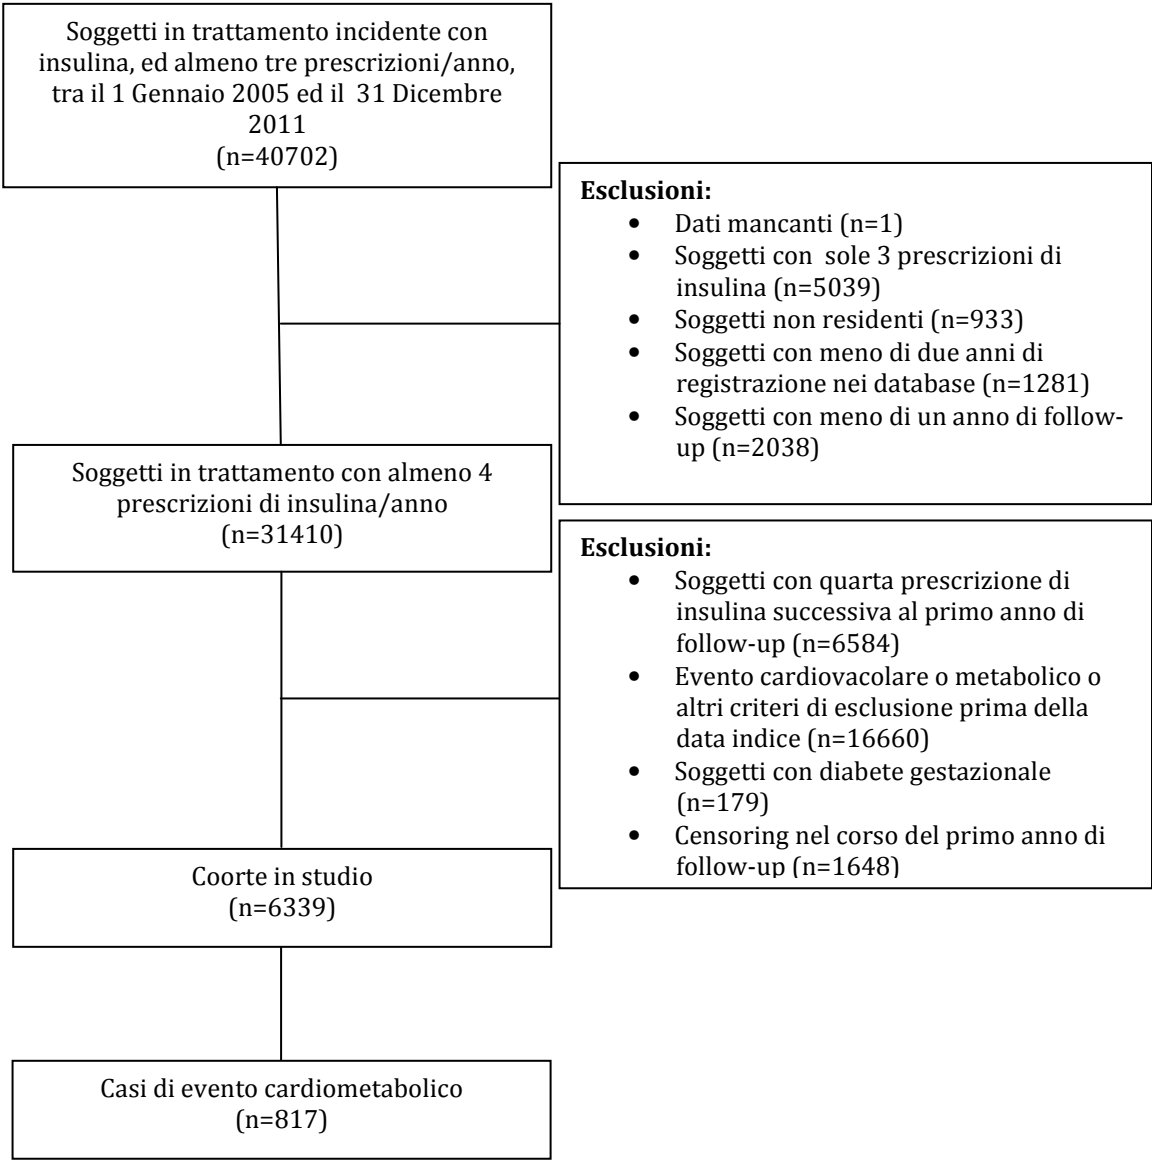 Soggetti in trattamento incidente con
insulina, ed almeno tre prescrizioni/anno,
tra il 1 Gennaio 2005 ed il  31 Dicembre
2011
(n=40702)
Esclusioni:
• Dati mancanti (n=1)
• Soggetti con  sole 3 prescrizioni di
insulina (n=5039)
• Soggetti non residenti (n=933)
• Soggetti con meno di due anni di
registrazione nei database (n=1281)
• Soggetti con meno di un anno di follow-
up (n=2038)
Soggetti in trattamento con almeno 4
prescrizioni di insulina/anno
(n=31410)
Esclusioni:
• Soggetti con quarta prescrizione di
insulina successiva al primo anno di
follow-up (n=6584)
• Evento cardiovacolare o metabolico o
altri criteri di esclusione prima della
data indice (n=16660)
• Soggetti con diabete gestazionale
(n=179)
• Censoring nel corso del primo anno di
follow-up (n=1648)
Coorte in studio
(n=6339)
Casi di evento cardiometabolico
(n=817)